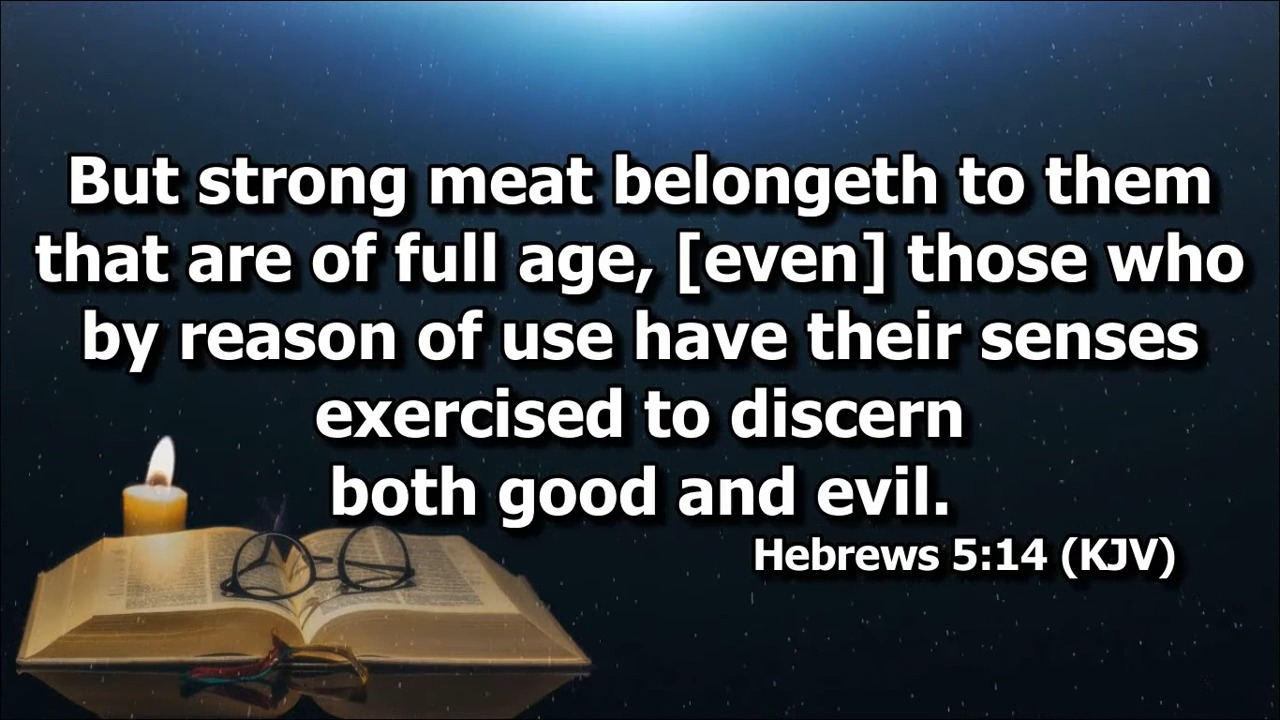 But strong meat belongeth to them
that are of full age, [even] those who
by reason of use have their senses
exercised to discern
both good and evil.
Hebrews 5:14 (KJV)